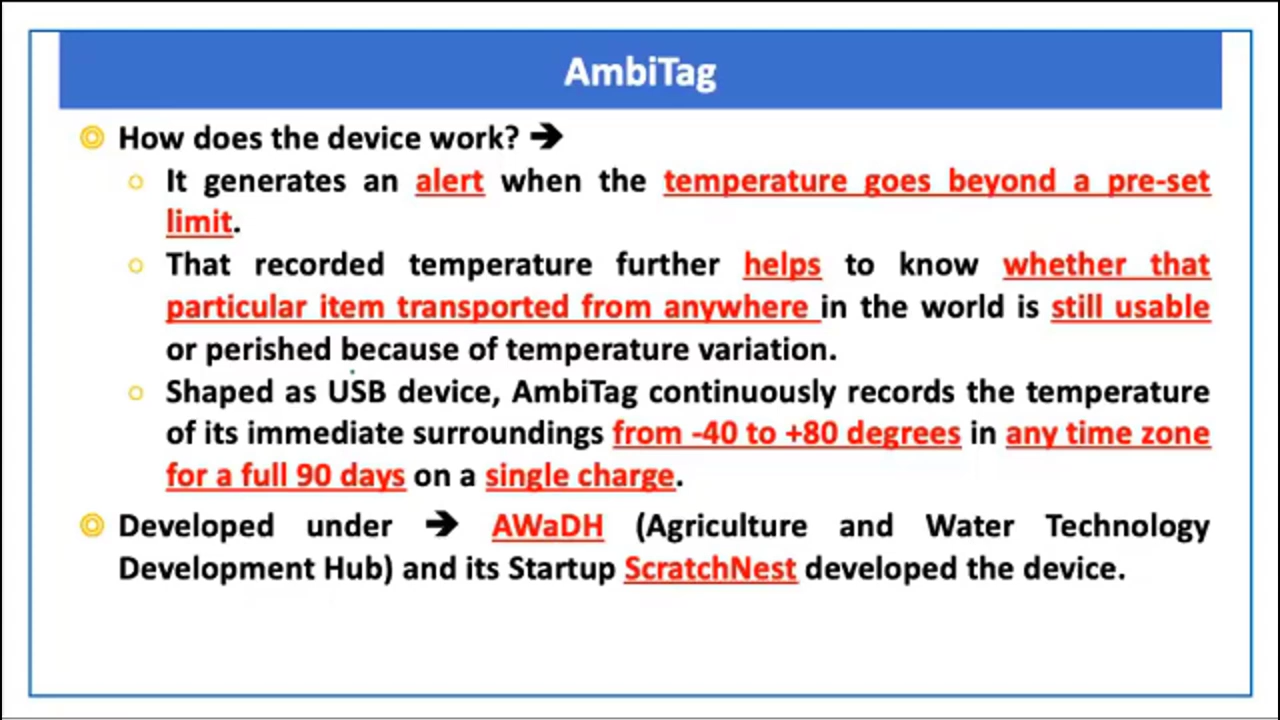 AmbiTag
How does the device work? ➔
It generates an alert when the temperature goes beyond a pre-set
limit.
That recorded temperature further helps to know whether that
particular item transported from anywhere in the world is still usable
or perished because of temperature variation.
Shaped as USB device, AmbiTag continuously records the temperature
of its immediate surroundings from -40 to +80 degrees in any time zone
for a full 90 days on a single charge.
Developed under ➔ AWaDH (Agriculture and Water Technology
Development Hub) and its Startup ScratchNest developed the device.